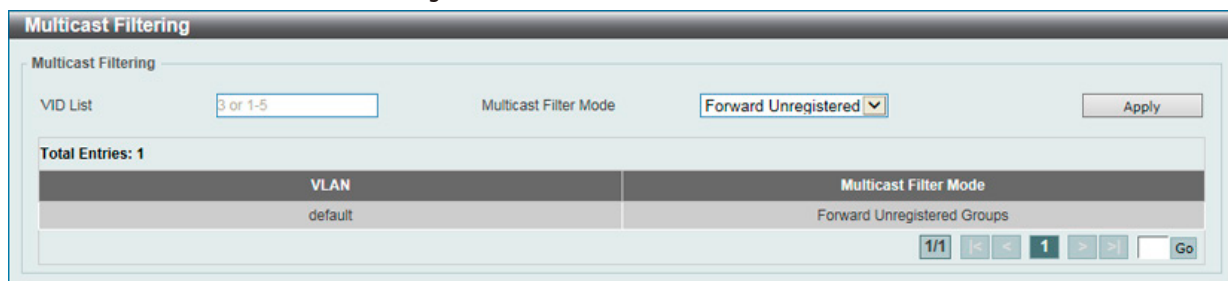 Multicast Filtering
Multicast Filtering
VID List 3 or 1-5 Multicast Filter Mode Forward Unregistered Apply
Total Entries: 1
VLAN Multicast Filter Mode
default Forward Unregistered Groups
1/1 |< < 1 > >| Go